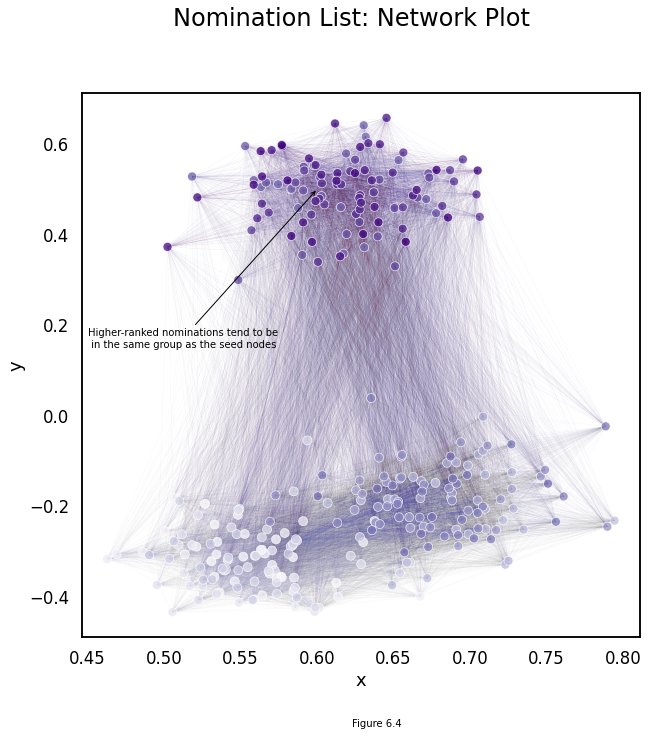 Nomination List: Network Plot
0.6
0.4
0.2
0.0
−0.2
−0.4
y
Higher-ranked nominations tend to be
in the same group as the seed nodes
0.45 0.50 0.55 0.60 0.65 0.70 0.75 0.80
x
Figure 6.4